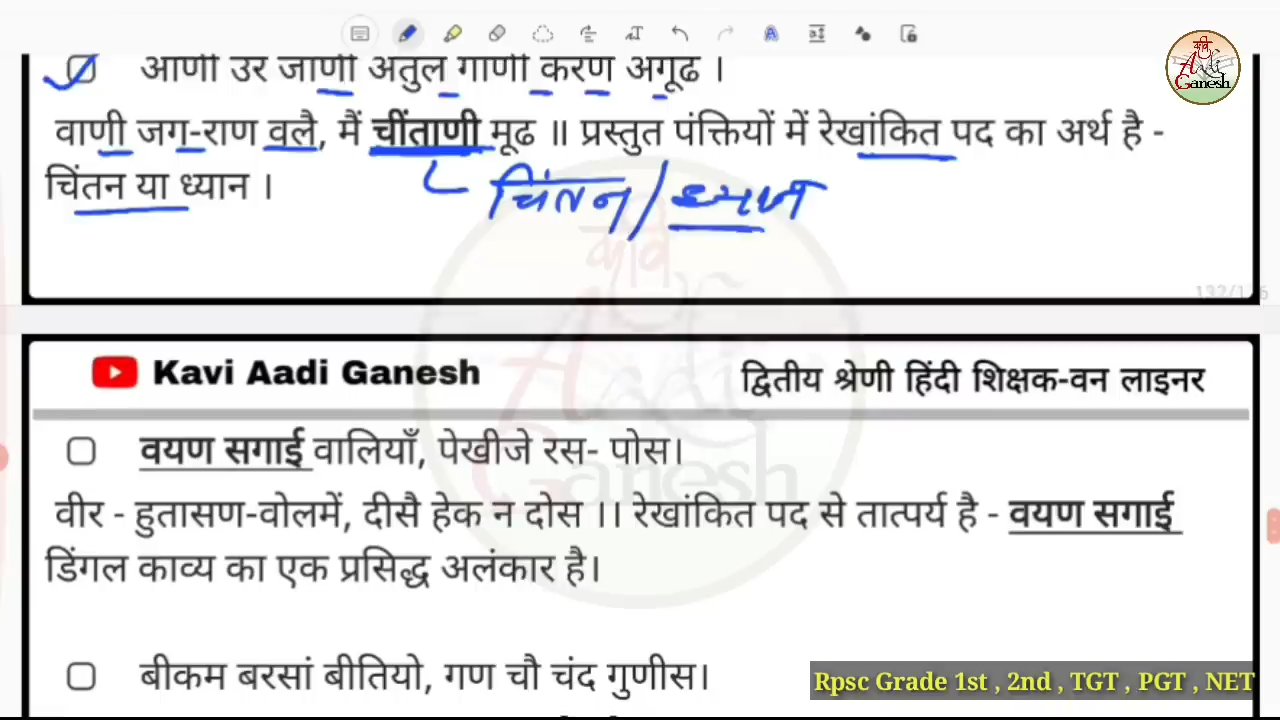 आणी उर जाणी अतुल गाणी करण अगूढ ।
वाणी जग-राण वलै, मैं चींताणी मूढ ॥ प्रस्तुत पंक्तियों में रेखांकित पद का अर्थ है -
चिंतन या ध्यान ।
चिंतन/ध्यान
Kavi Aadi Ganesh
द्वितीय श्रेणी हिंदी शिक्षक-वन लाइनर
वयण सगाई वालियाँ, पेखीजे रस- पोस।
वीर - हुतासण-वोलमें, दीसै हेक न दोस ।। रेखांकित पद से तात्पर्य है - वयण सगाई
डिंगल काव्य का एक प्रसिद्ध अलंकार है।
बीकम बरसां बीतियो, गण चौ चंद गुणीस।
Rpsc Grade 1st , 2nd , TGT , PGT , NET